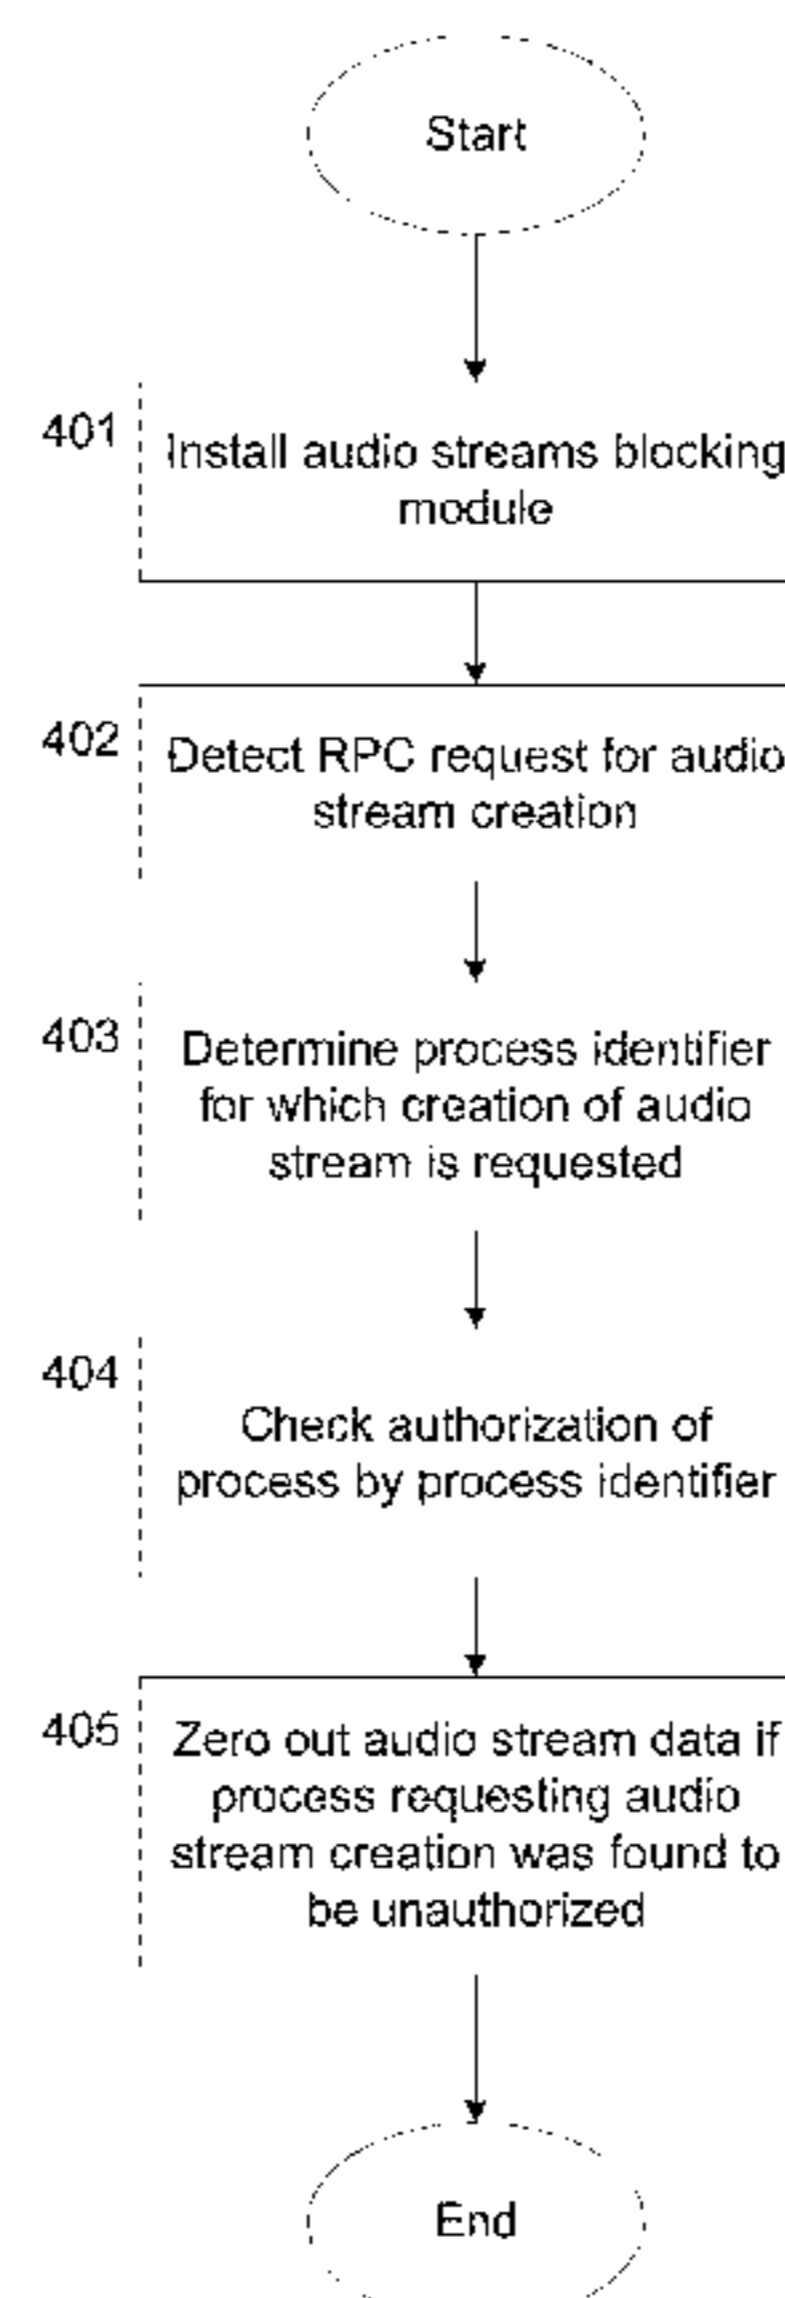 Start
401
Install audio streams blocking
module
402
Detect RPC request for audio
stream creation
403
Determine process identifier
for which creation of audio
stream is requested
404
Check authorization of
process by process identifier
405
Zero out audio stream data if
process requesting audio
stream creation was found to
be unauthorized
End